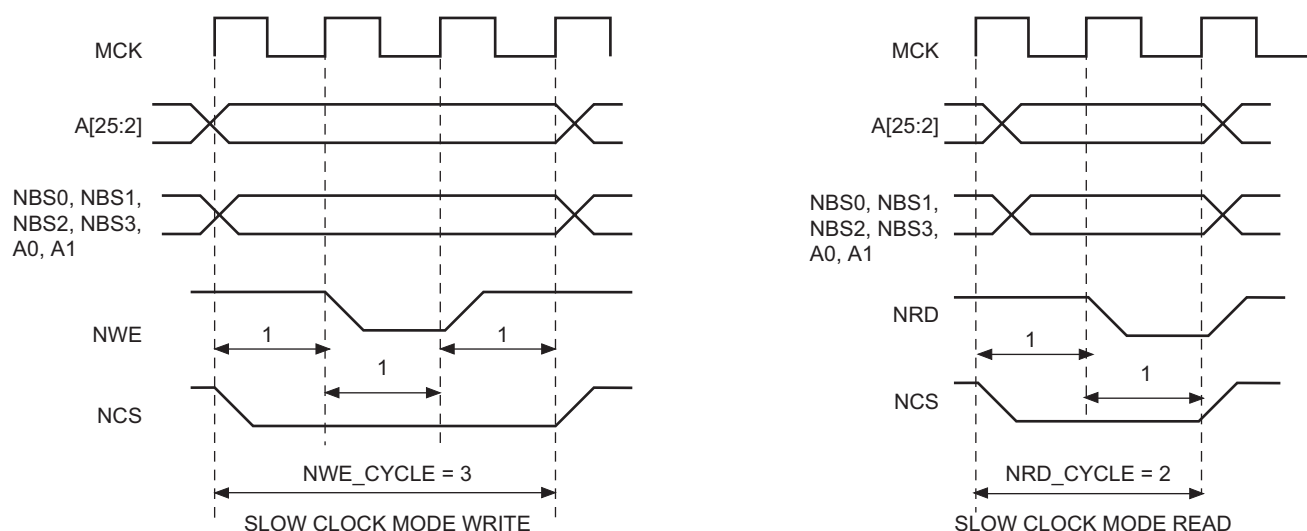 MCK
A[25:2]
NBS0, NBS1,
NBS2, NBS3,
A0, A1
NWE
1
1
1
NCS
NWE_CYCLE = 3
SLOW CLOCK MODE WRITE
MCK
A[25:2]
NBS0, NBS1,
NBS2, NBS3,
A0, A1
NRD
1
1
NCS
NRD_CYCLE = 2
SLOW CLOCK MODE READ